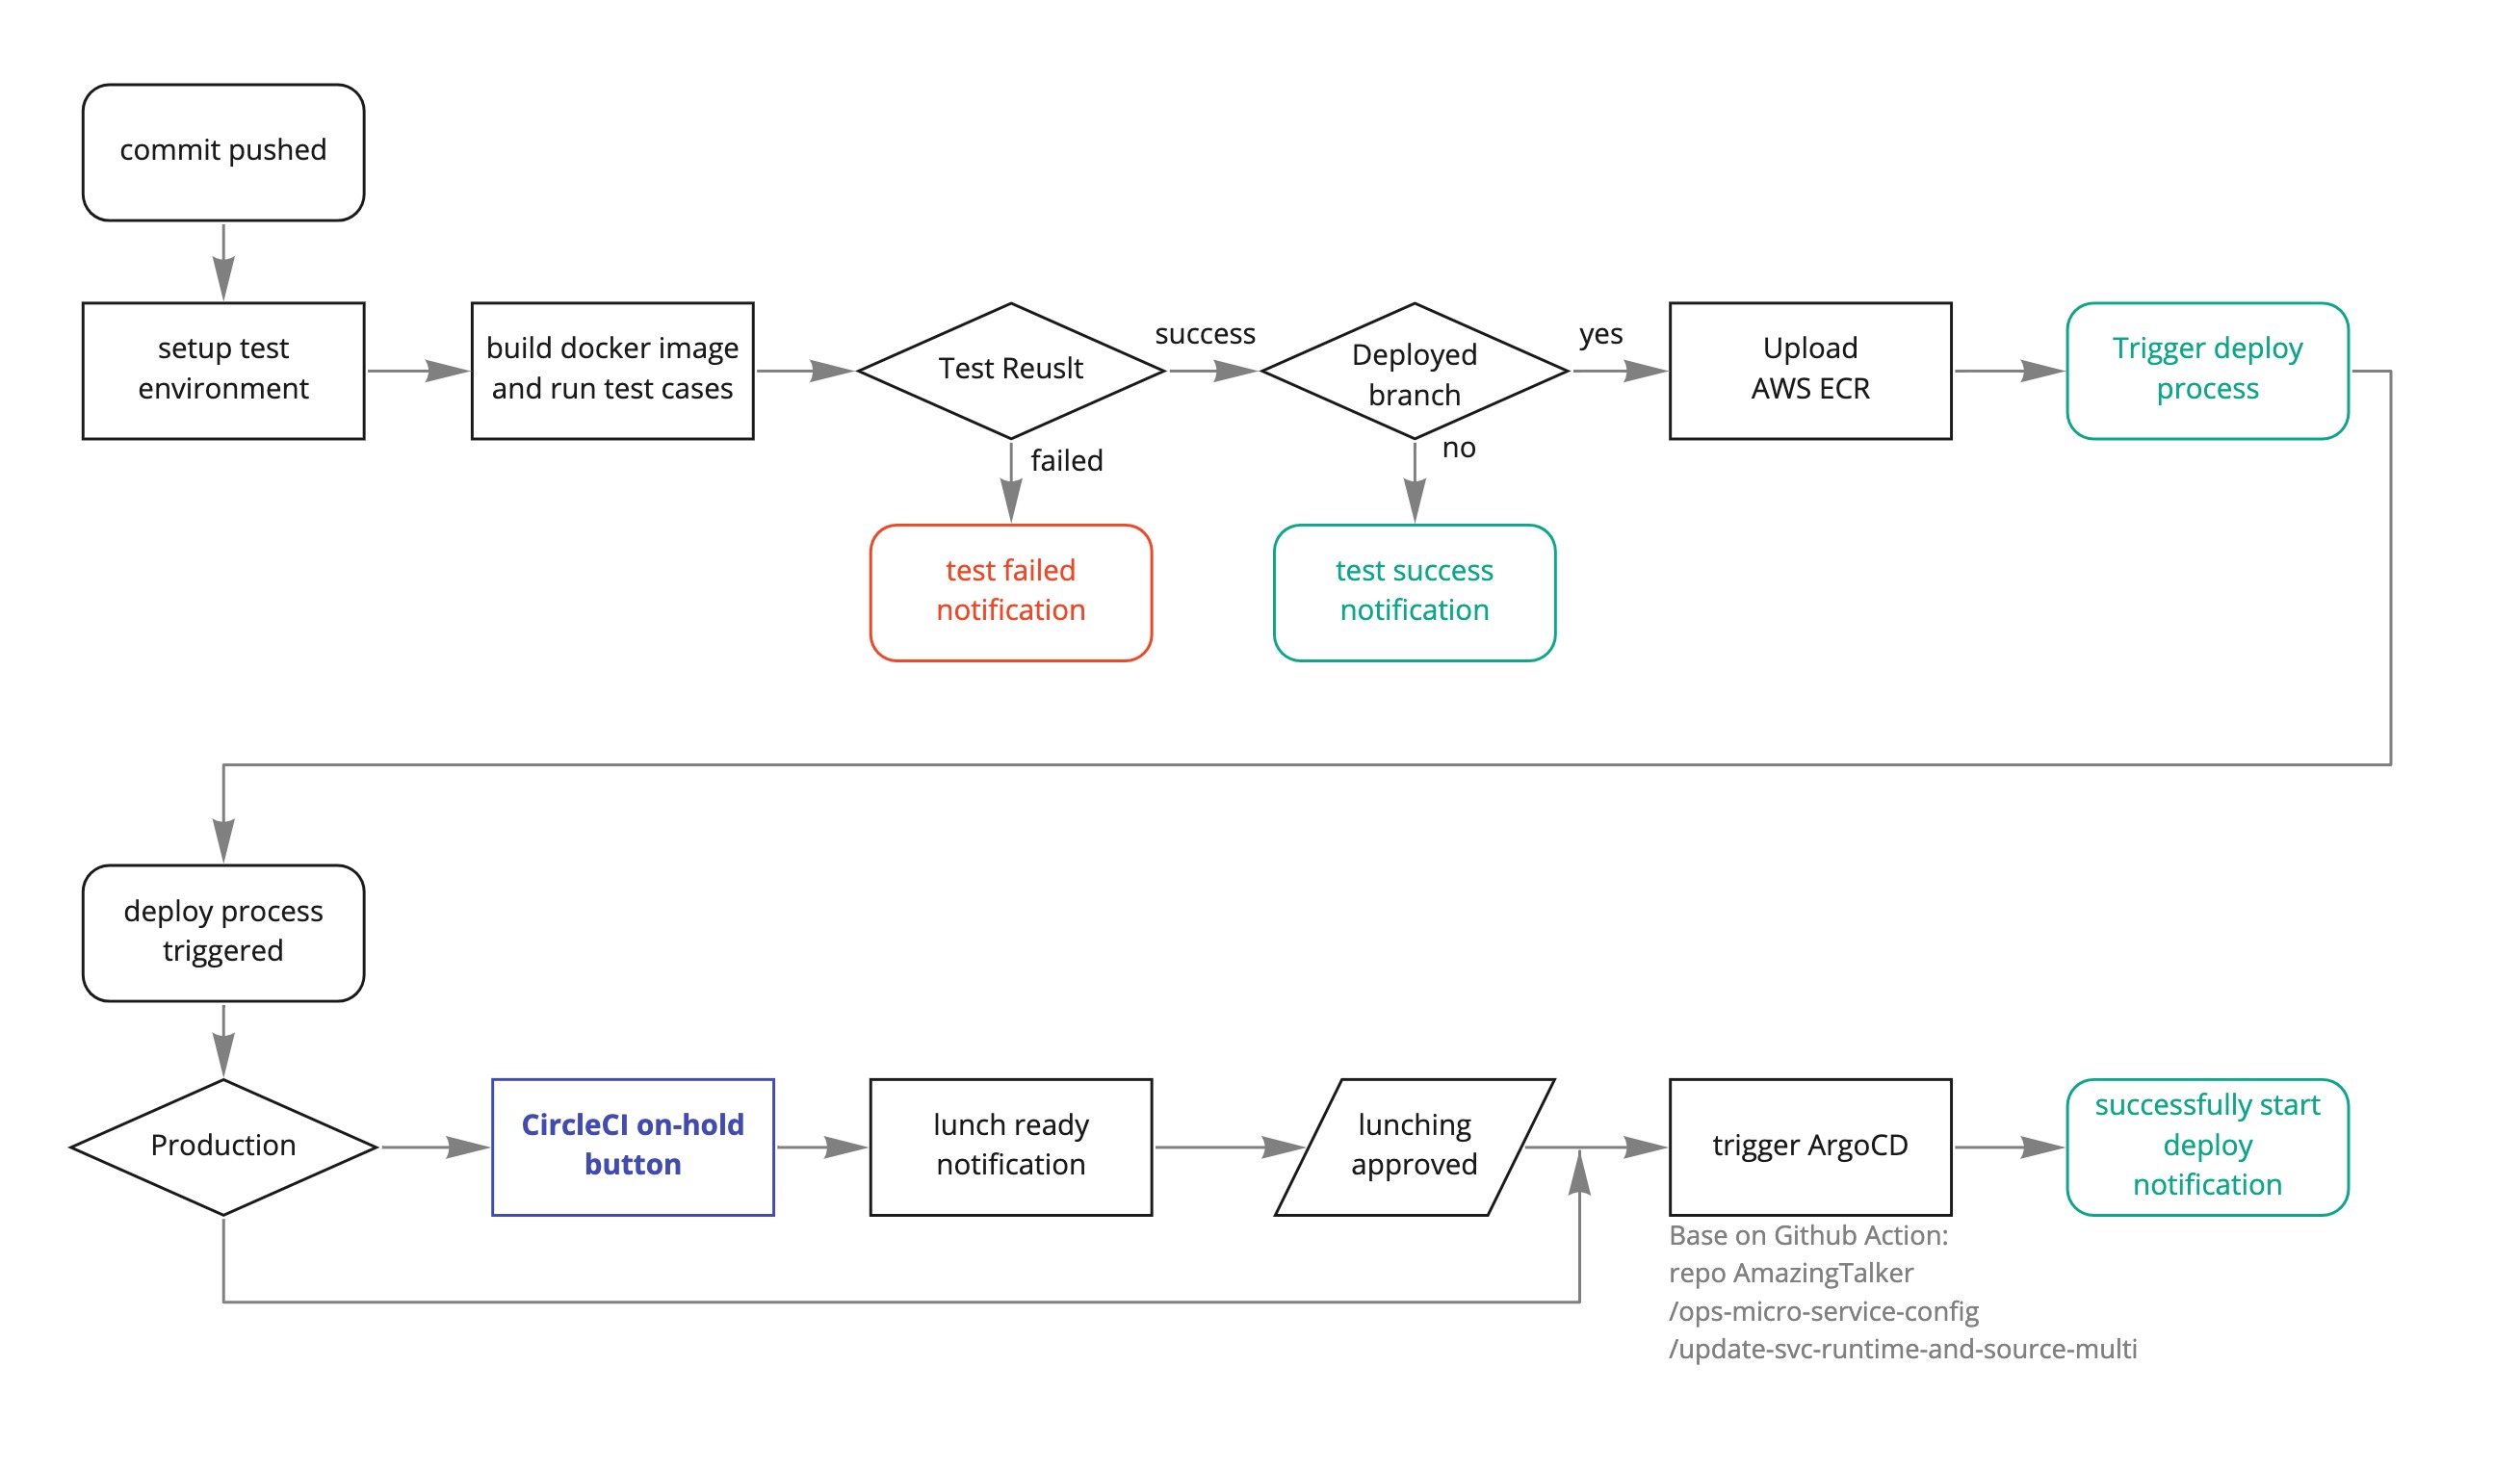 commit pushed
setup test
environment
build docker image
and run test cases
Test Reuslt
success
failed
Deployed
branch
yes
no
Upload
AWS ECR
Trigger deploy
process
test failed
notification
test success
notification
deploy process
triggered
Production
CircleCI on-hold
button
lunch ready
notification
lunching
approved
trigger ArgoCD
successfully start
deploy
notification
Base on Github Action:
repo AmazingTalker
/ops-micro-service-config
/update-svc-runtime-and-source-multi